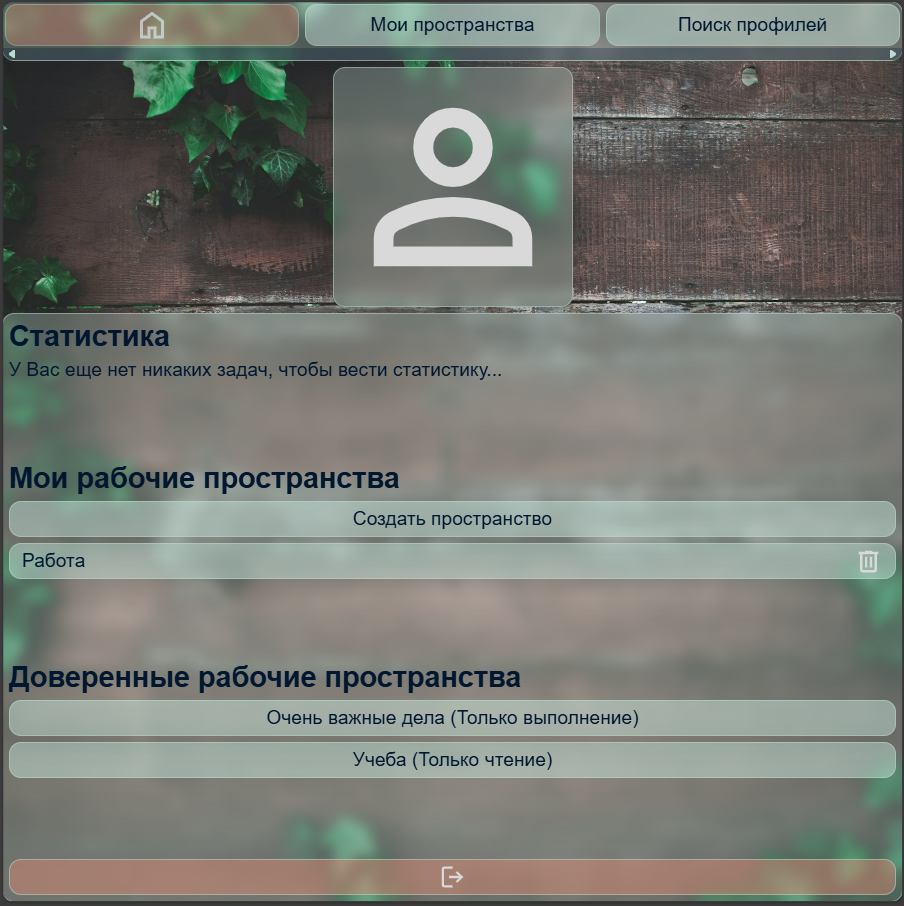 Мои пространства
Поиск профилей
Статистика
У Вас еще нет никаких задач, чтобы вести статистику...
Мои рабочие пространства
Создать пространство
Работа
Доверенные рабочие пространства
Очень важные дела (Только выполнение)
Учеба (Только чтение)